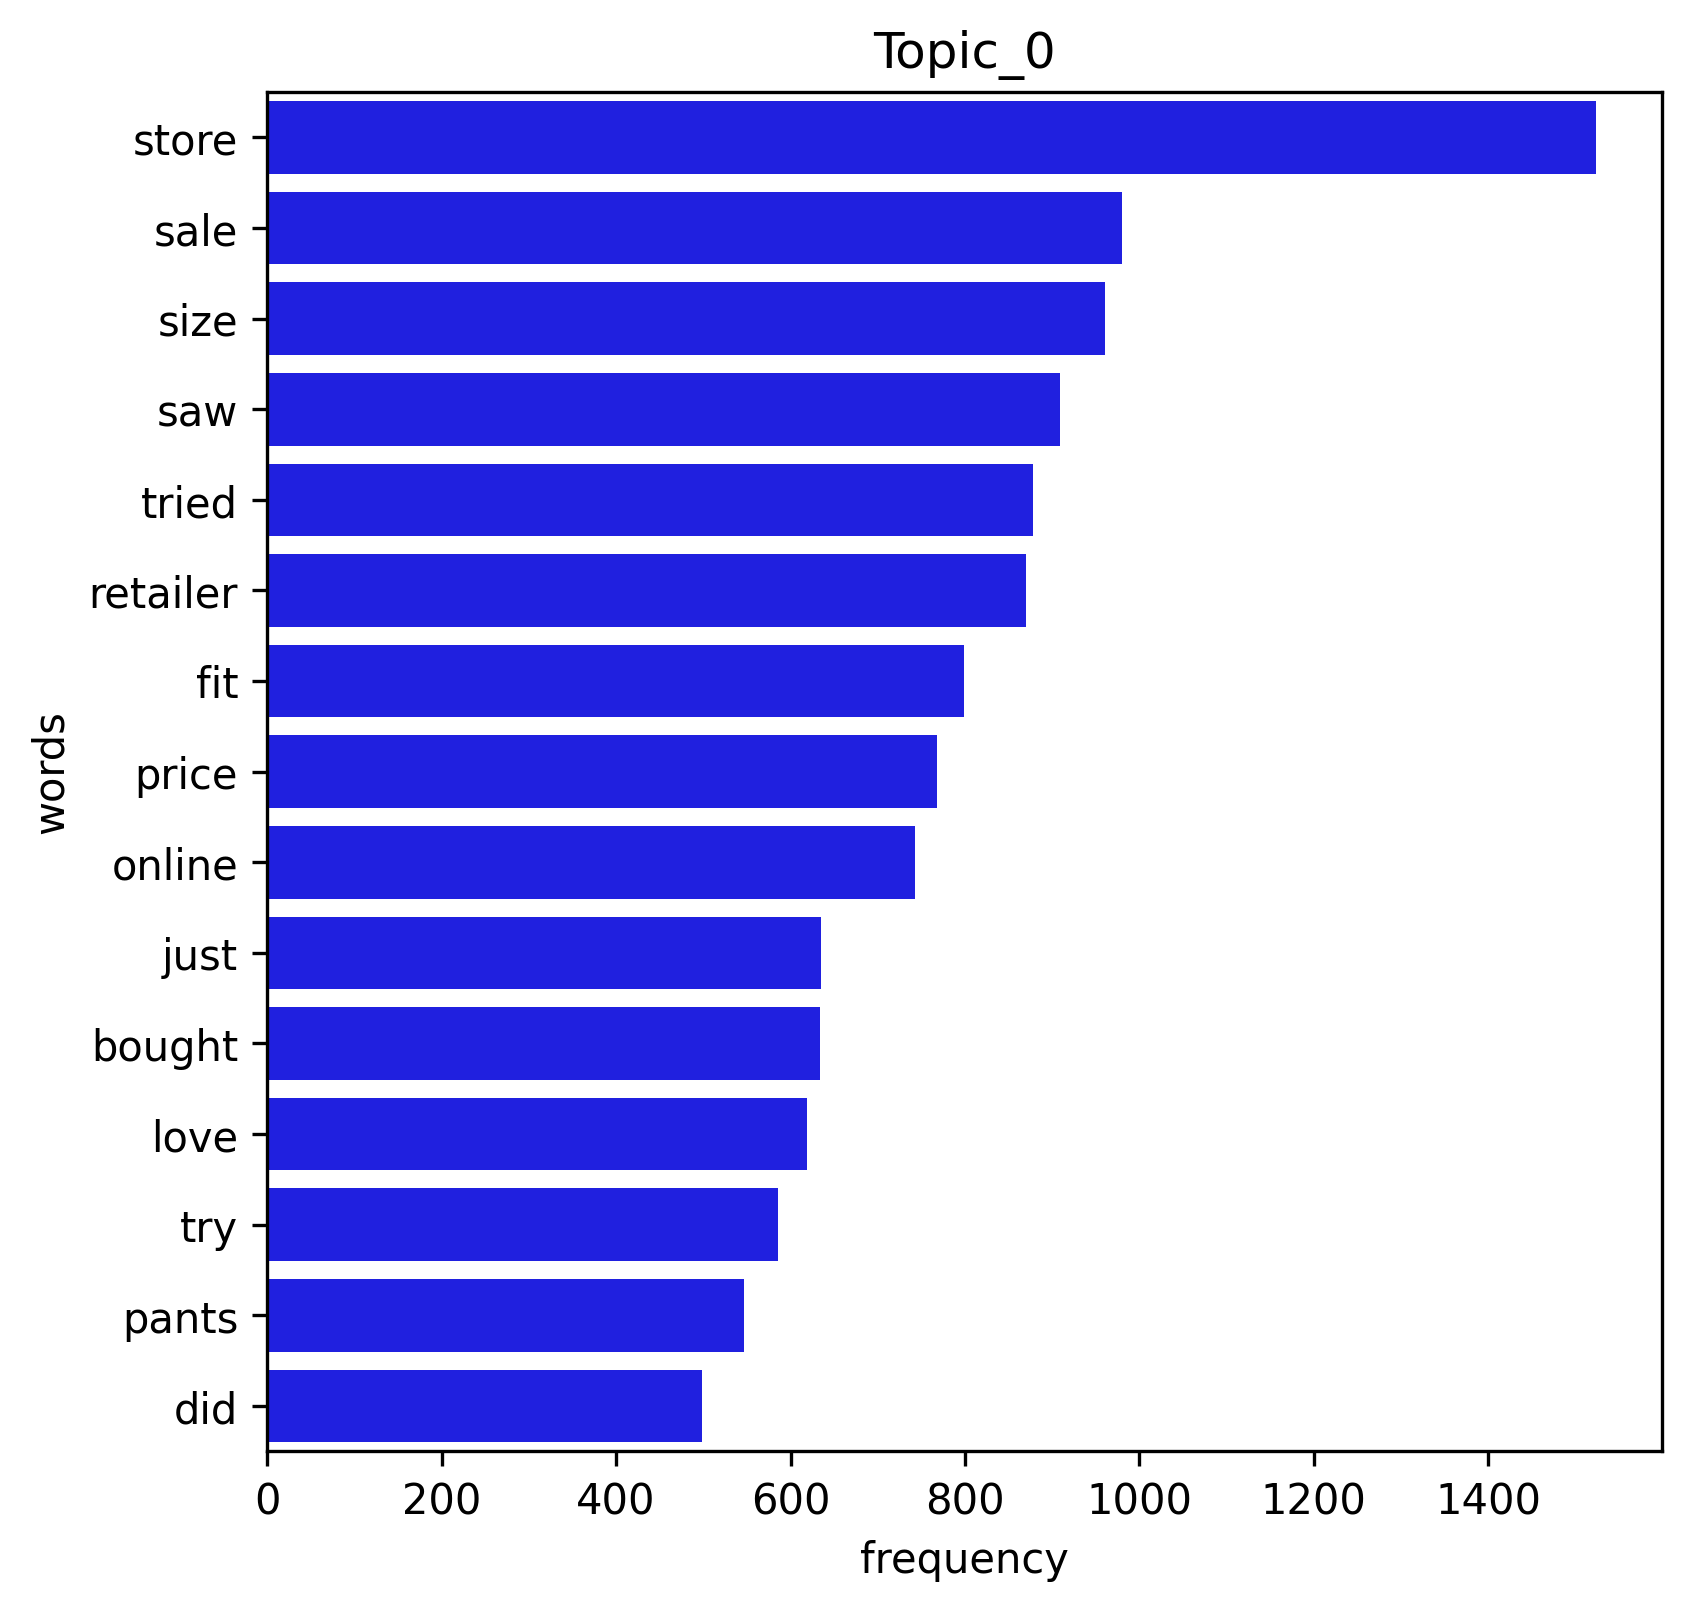 Topic_0
store
sale
size
saw
tried
retailer
fit
price
online
just
bought
love
try
pants
did
words
0 200 400 600 800 1000 1200 1400
frequency